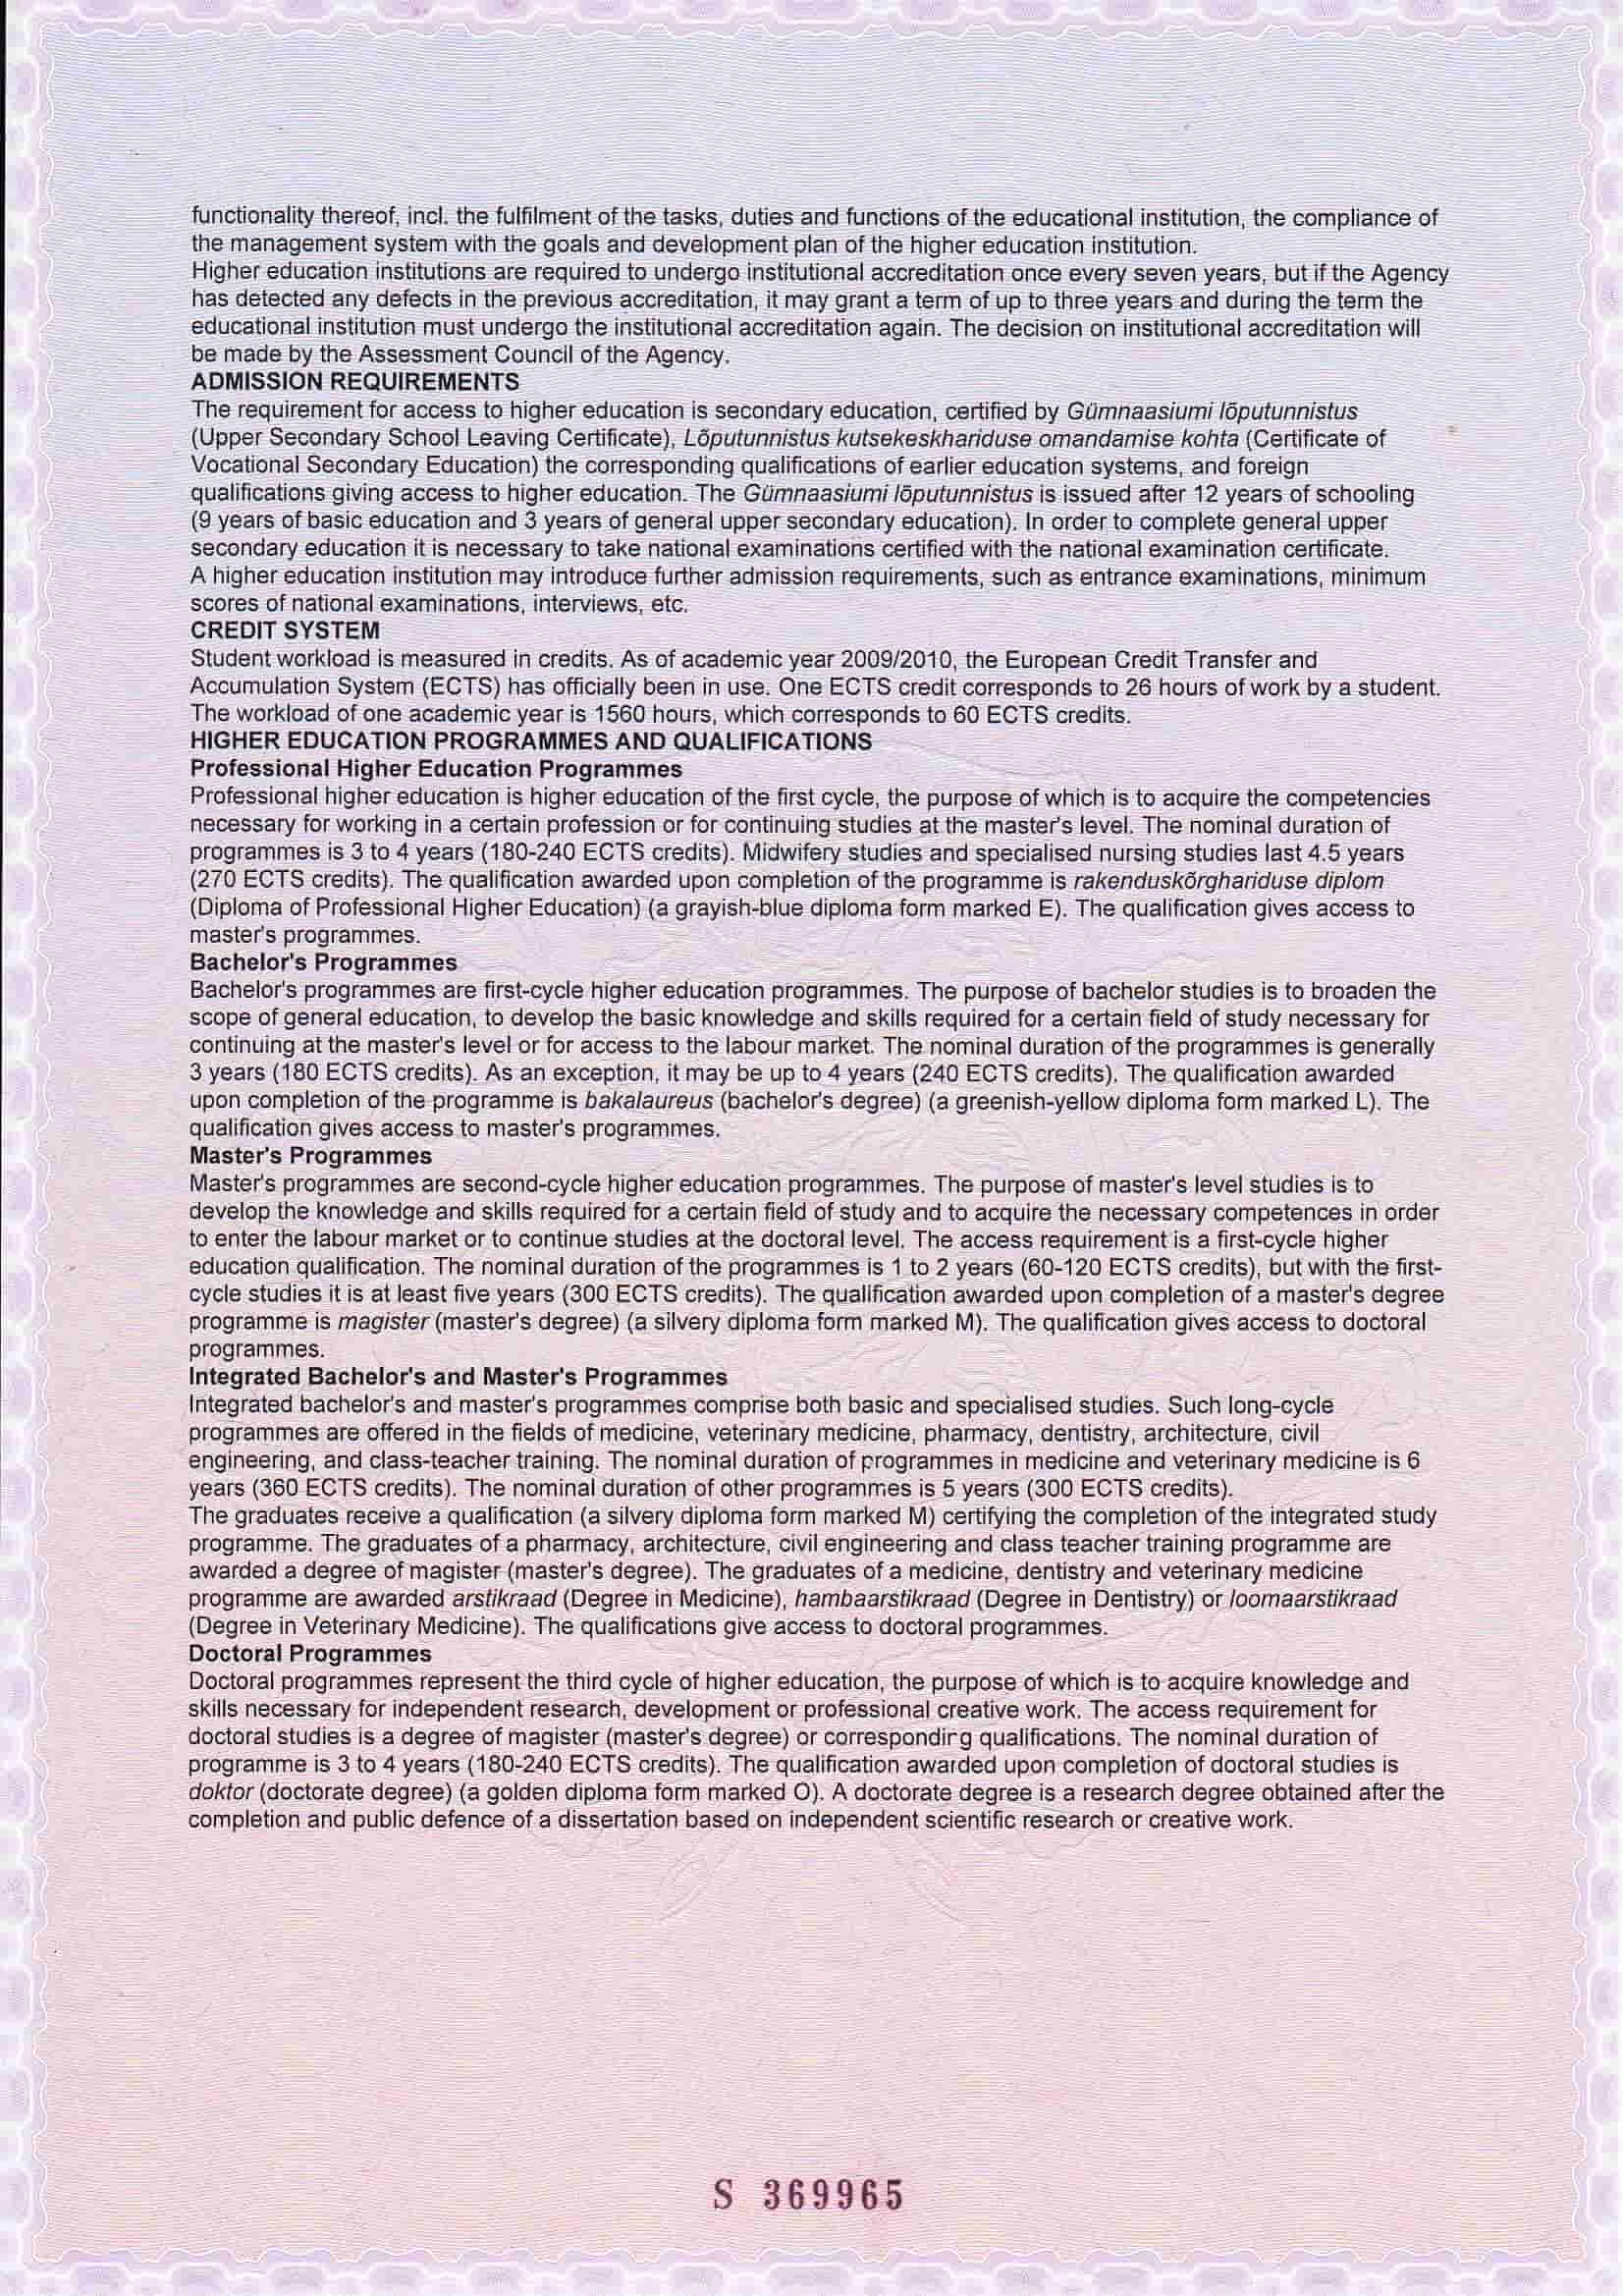 functionality thereof, incl. the fulfilment of the tasks, duties and functions of the educational institution, the compliance of
the management system with the goals and development plan of the higher education institution.
Higher education institutions are required to undergo institutional accreditation once every seven years, but if the Agency
has detected any defects in the previous accreditation, it may grant a term of up to three years and during the term the
educational institution must undergo the institutional accreditation again. The decision on institutional accreditation will
be made by the Assessment Council of the Agency.
ADMISSION REQUIREMENTS
The requirement for access to higher education is secondary education, certified by Gümnaasiumi lõputunnistus
(Upper Secondary School Leaving Certificate), Lõputunnistus kutsekeskhariduse omandamise kohta (Certificate of
Vocational Secondary Education) the corresponding qualifications of earlier education systems, and foreign
qualifications giving access to higher education. The Gümnaasiumi lõputunnistus is issued after 12 years of schooling
(9 years of basic education and 3 years of general upper secondary education). In order to complete general upper
secondary education it is necessary to take national examinations certified with the national examination certificate.
A higher education institution may introduce further admission requirements, such as entrance examinations, minimum
scores of national examinations, interviews, etc.
CREDIT SYSTEM
Student workload is measured in credits. As of academic year 2009/2010, the European Credit Transfer and
Accumulation System (ECTS) has officially been in use. One ECTS credit corresponds to 26 hours of work by a student.
The workload of one academic year is 1560 hours, which corresponds to 60 ECTS credits.
HIGHER EDUCATION PROGRAMMES AND QUALIFICATIONS
Professional Higher Education Programmes
Professional higher education is higher education of the first cycle, the purpose of which is to acquire the competencies
necessary for working in a certain profession or for continuing studies at the master's level. The nominal duration of
programmes is 3 to 4 years (180-240 ECTS credits). Midwifery studies and specialised nursing studies last 4.5 years
(270 ECTS credits). The qualification awarded upon completion of the programme is rakenduskõrghariduse diplom
(Diploma of Professional Higher Education) (a grayish-blue diploma form marked E). The qualification gives access to
master's programmes.
Bachelor's Programmes
Bachelor's programmes are first-cycle higher education programmes. The purpose of bachelor studies is to broaden the
scope of general education, to develop the basic knowledge and skills required for a certain field of study necessary for
continuing at the master's level or for access to the labour market. The nominal duration of the programmes is generally
3 years (180 ECTS credits). As an exception, it may be up to 4 years (240 ECTS credits). The qualification awarded
upon completion of the programme is bakalaureus (bachelor's degree) (a greenish-yellow diploma form marked L). The
qualification gives access to master's programmes.
Master's Programmes
Master's programmes are second-cycle higher education programmes. The purpose of master's level studies is to
develop the knowledge and skills required for a certain field of study and to acquire the necessary competences in order
to enter the labour market or to continue studies at the doctoral level. The access requirement is a first-cycle higher
education qualification. The nominal duration of the programmes is 1 to 2 years (60-120 ECTS credits), but with the first-
cycle studies it is at least five years (300 ECTS credits). The qualification awarded upon completion of a master's degree
programme is magister (master's degree) (a silvery diploma form marked M). The qualification gives access to doctoral
programmes.
Integrated Bachelor's and Master's Programmes
Integrated bachelor's and master's programmes comprise both basic and specialised studies. Such long-cycle
programmes are offered in the fields of medicine, veterinary medicine, pharmacy, dentistry, architecture, civil
engineering, and class-teacher training. The nominal duration of programmes in medicine and veterinary medicine is 6
years (360 ECTS credits). The nominal duration of other programmes is 5 years (300 ECTS credits).
The graduates receive a qualification (a silvery diploma form marked M) certifying the completion of the integrated study
programme. The graduates of a pharmacy, architecture, civil engineering and class teacher training programme are
awarded a degree of magister (master's degree). The graduates of a medicine, dentistry and veterinary medicine
programme are awarded arstikraad (Degree in Medicine), hambaarstikraad (Degree in Dentistry) or loomaarstikraad
(Degree in Veterinary Medicine). The qualifications give access to doctoral programmes.
Doctoral Programmes
Doctoral programmes represent the third cycle of higher education, the purpose of which is to acquire knowledge and
skills necessary for independent research, development or professional creative work. The access requirement for
doctoral studies is a degree of magister (master's degree) or corresponding qualifications. The nominal duration of
programme is 3 to 4 years (180-240 ECTS credits). The qualification awarded upon completion of doctoral studies is
doktor (doctorate degree) (a golden diploma form marked O). A doctorate degree is a research degree obtained after the
completion and public defence of a dissertation based on independent scientific research or creative work.
S 369965